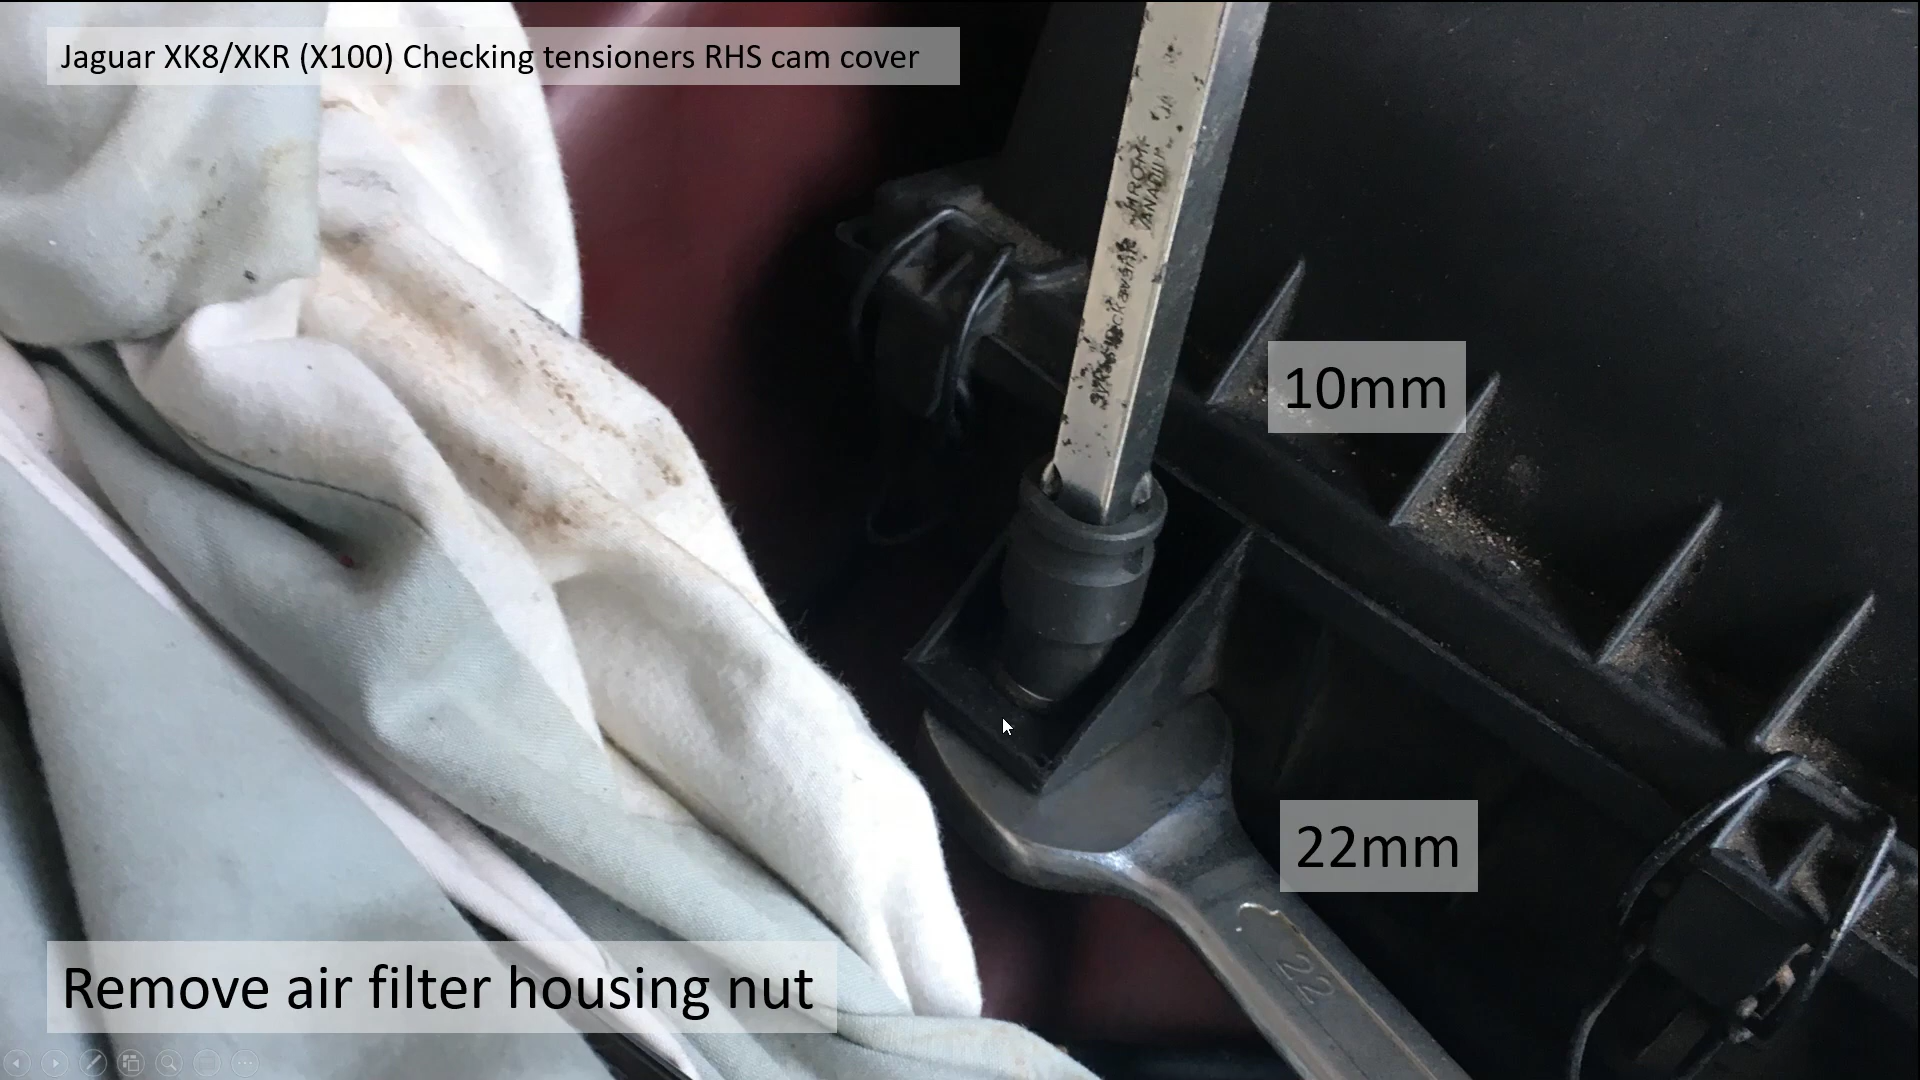 Jaguar XK8/XKR (X100) Checking tensioners RHS cam cover
10mm
22mm
22
Remove air filter housing nut